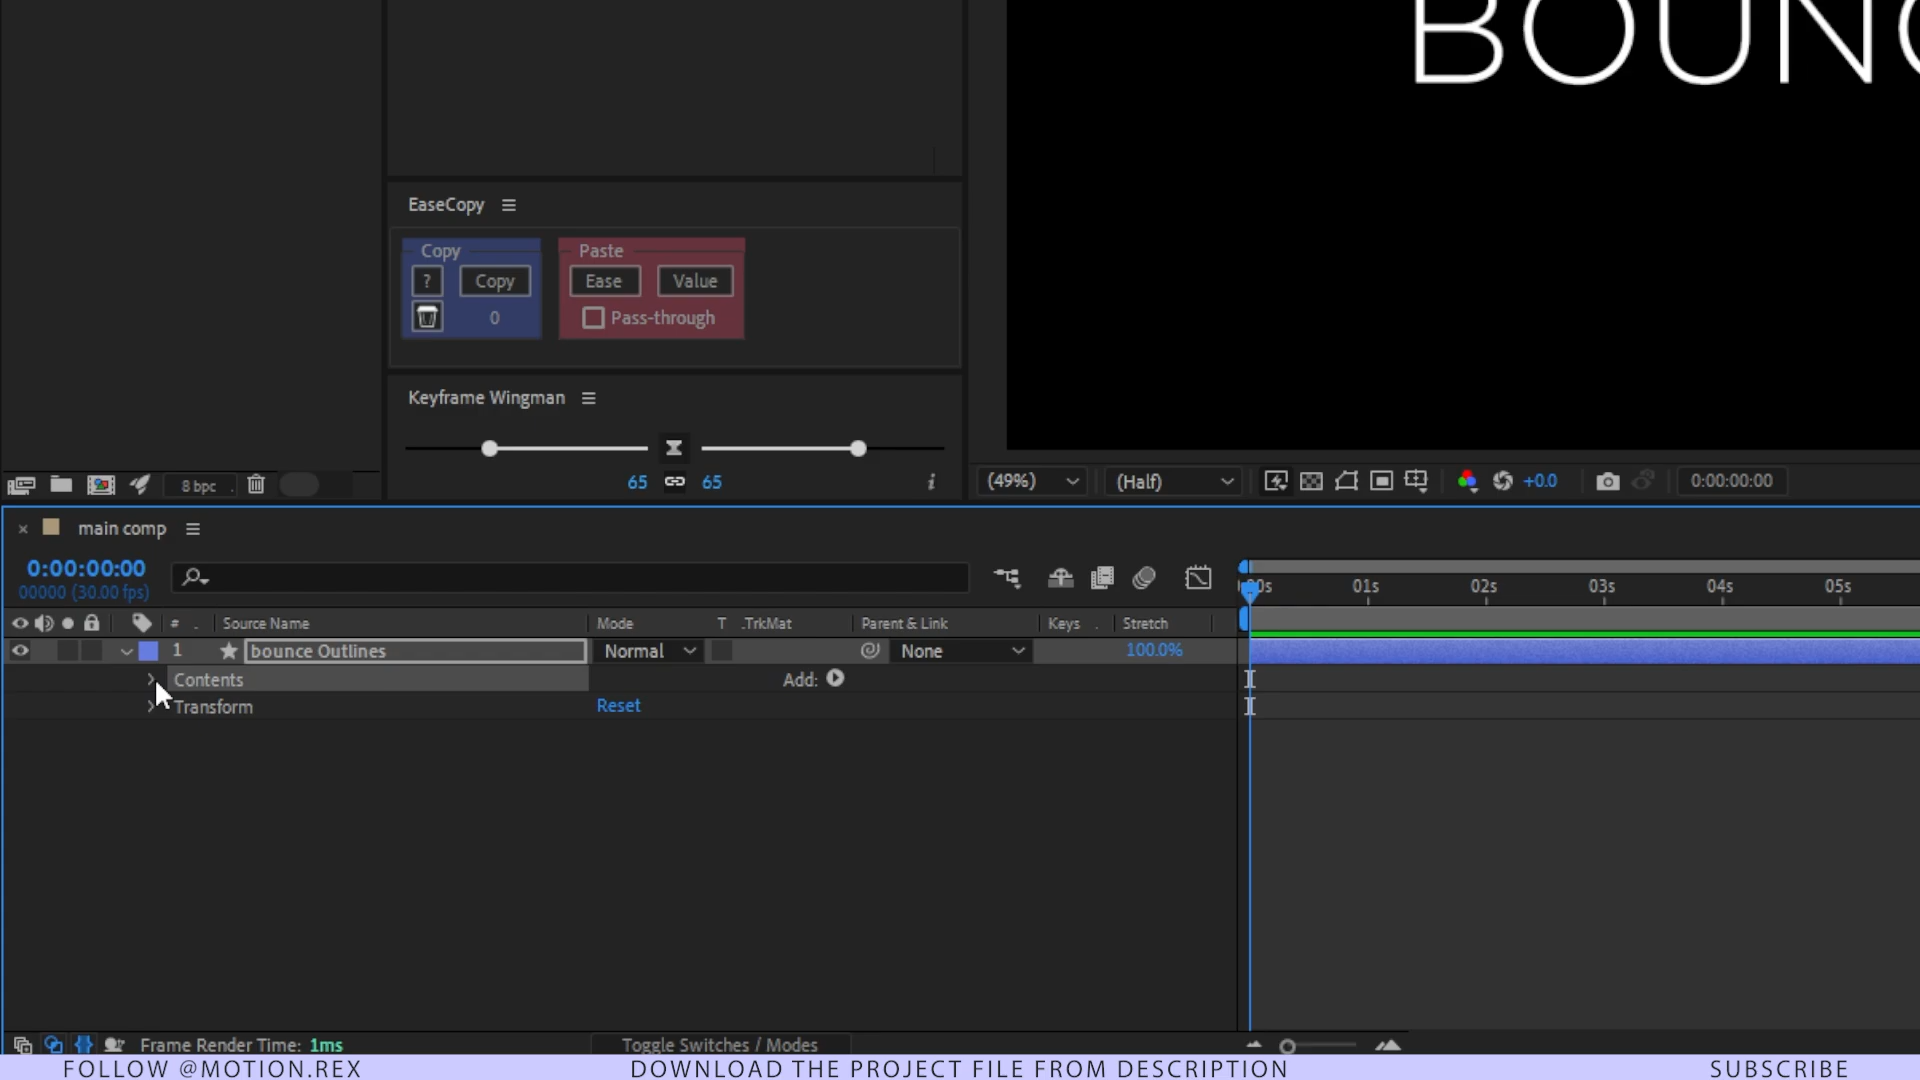 BOUNC
EaseCopy
Copy
Paste
? Copy
Ease Value
0
Pass-through
Keyframe Wingman
65 65
i
8 bpc
(49%) (Half) +0.0 0:00:00:00
× main comp
0:00:00:00
00000 (30.00 fps)
01s 02s 03s 04s 05s
# . Source Name Mode T .TrkMat Parent & Link Keys . Stretch
1 bounce Outlines Normal None 100.0%
Contents Add:
Transform Reset
Frame Render Time: 1ms Toggle Switches / Modes
FOLLOW @MOTION.REX DOWNLOAD THE PROJECT FILE FROM DESCRIPTION SUBSCRIBE